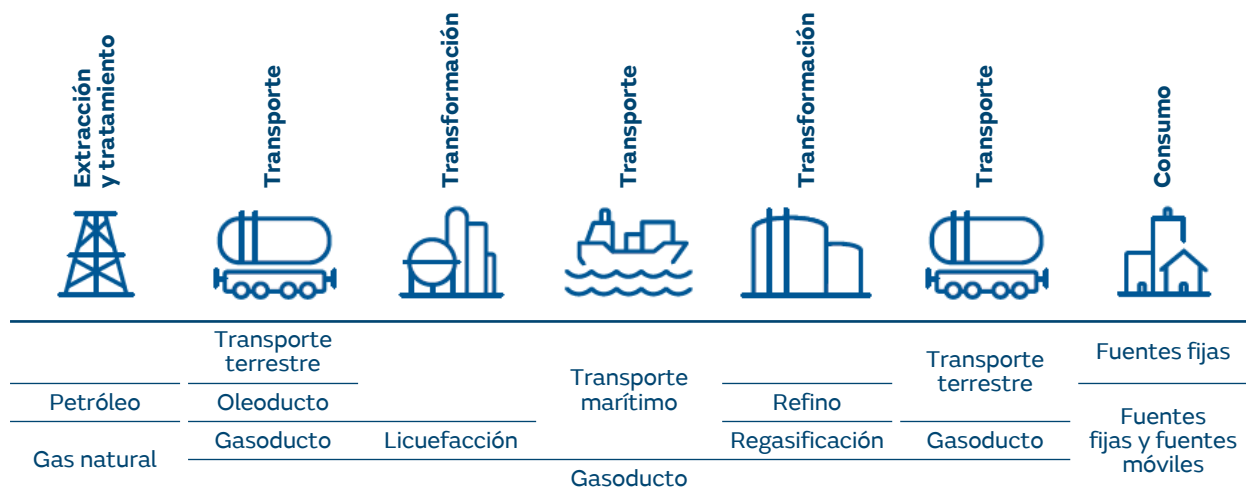 Extracción
y tratamiento
Transporte
Transformación
Transporte
Transformación
Transporte
Consumo
Transporte
terrestre
Transporte
marítimo
Transporte
terrestre
Fuentes fijas
Petróleo
Oleoducto
Refino
Fuentes
fijas y fuentes
móviles
Gas natural
Gasoducto
Licuefacción
Regasificación
Gasoducto
Gasoducto